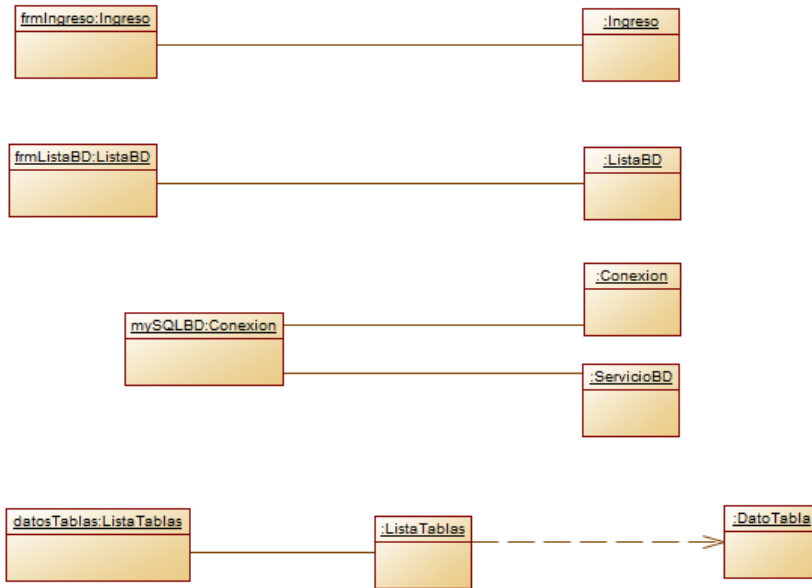 frmIngreso:Ingreso
:Ingreso
frmListaBD:ListaBD
:ListaBD
:Conexion
mySQLBD:Conexion
:ServicioBD
datosTablas:ListaTablas
:ListaTablas
:DatoTabla